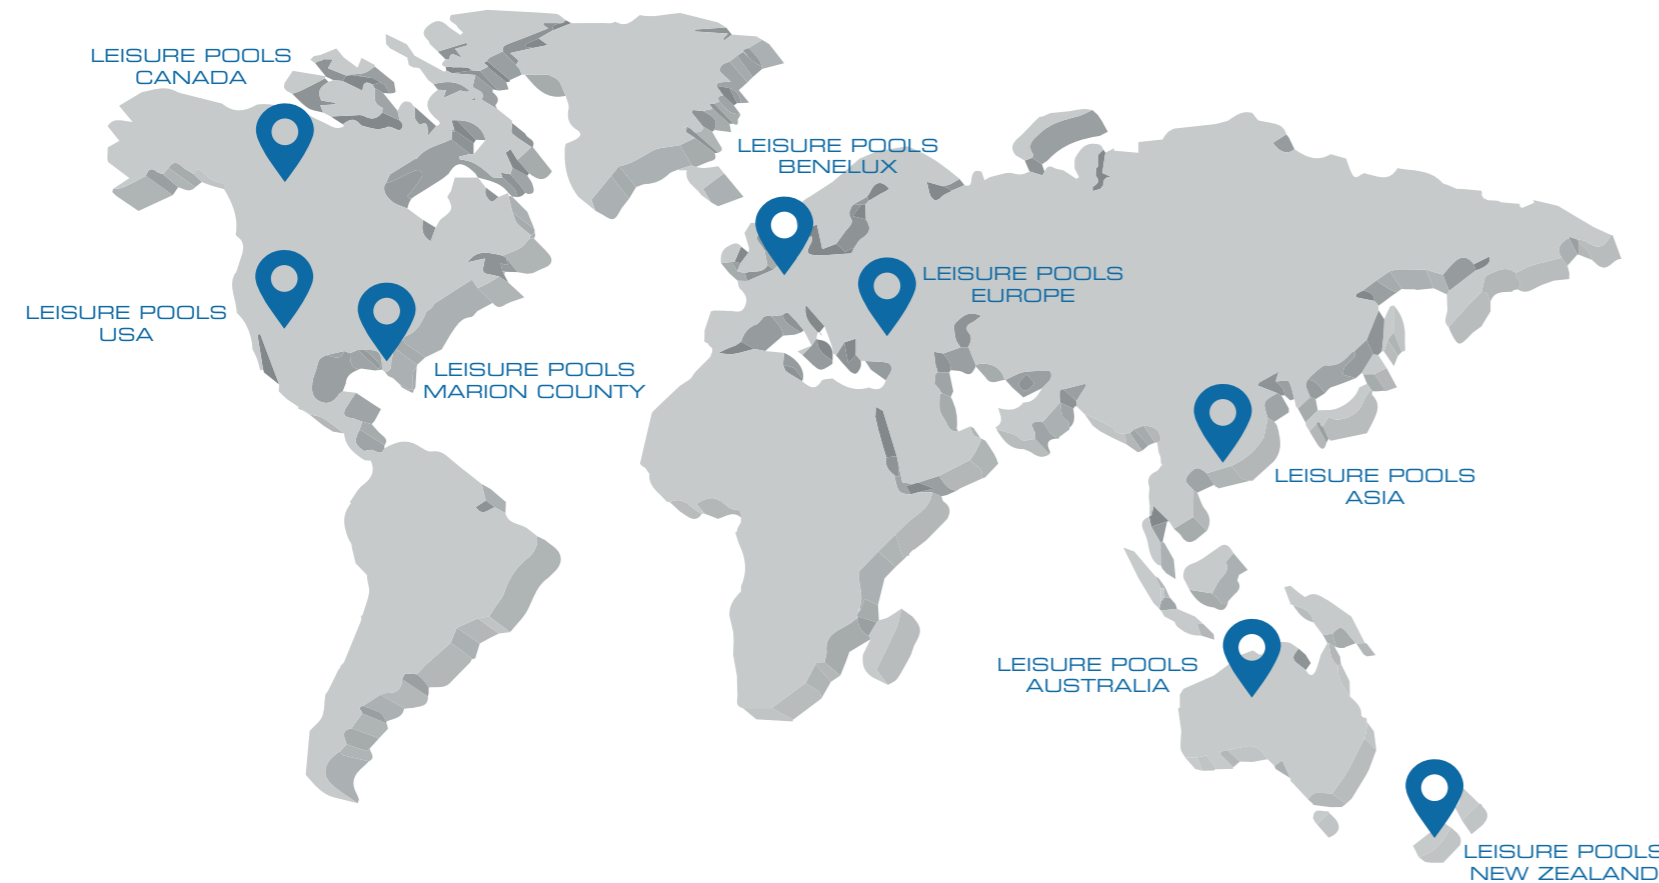 LEISURE POOLS
CANADA
LEISURE POOLS
BENELUX
LEISURE POOLS
EUROPE
LEISURE POOLS
USA
LEISURE POOLS
MARION COUNTY
LEISURE POOLS
ASIA
LEISURE POOLS
AUSTRALIA
LEISURE POOLS
NEW ZEALAND